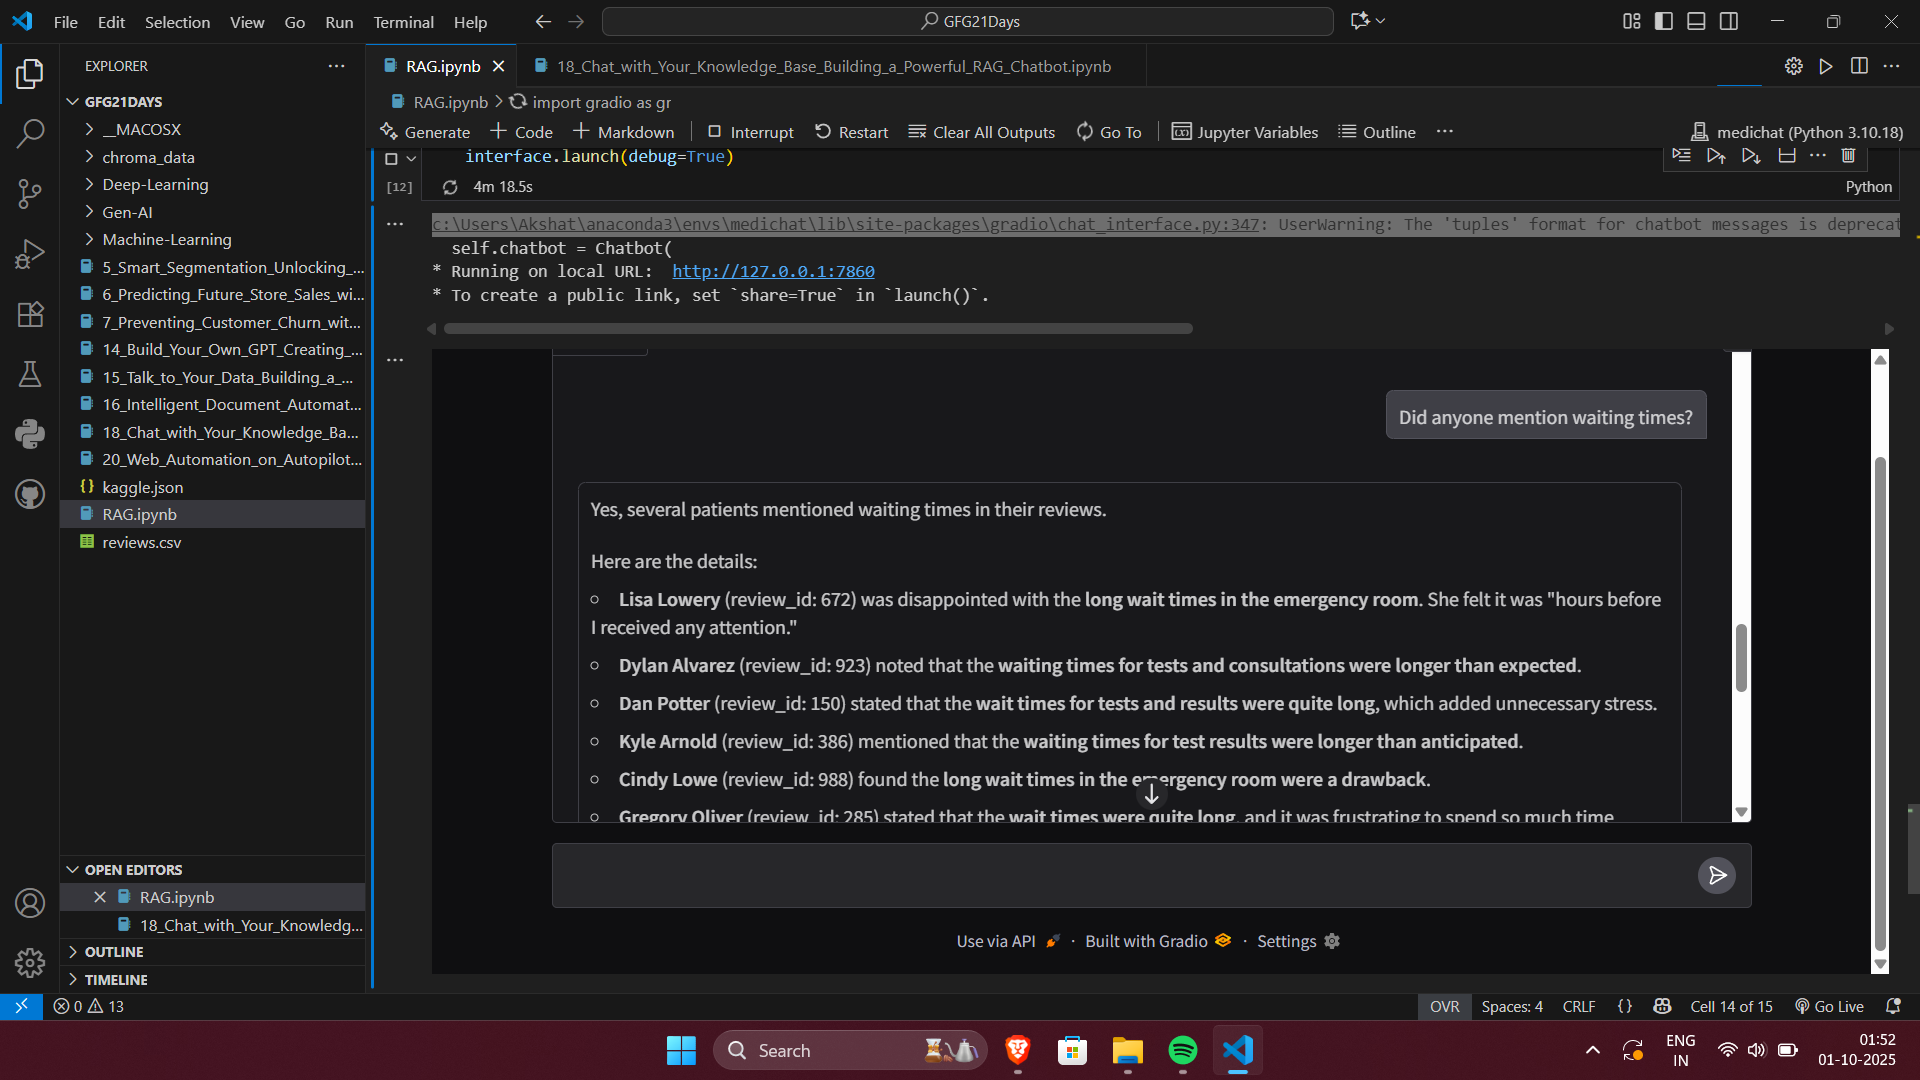 File Edit Selection View Go Run Terminal Help
GFG21Days
EXPLORER
GFG21DAYS
__MACOSX
chroma_data
Deep-Learning
Gen-AI
Machine-Learning
5_Smart_Segmentation_Unlocking_...
6_Predicting_Future_Store_Sales_wi...
7_Preventing_Customer_Churn_wit...
14_Build_Your_Own_GPT_Creating_...
15_Talk_to_Your_Data_Building_a_...
16_Intelligent_Document_Automat...
18_Chat_with_Your_Knowledge_Ba...
20_Web_Automation_on_Autopilot...
kaggle.json
RAG.ipynb
reviews.csv
OPEN EDITORS
RAG.ipynb
18_Chat_with_Your_Knowledg...
OUTLINE
TIMELINE
RAG.ipynb
18_Chat_with_Your_Knowledge_Base_Building_a_Powerful_RAG_Chatbot.ipynb
RAG.ipynb > import gradio as gr
Generate + Code + Markdown Interrupt Restart Clear All Outputs Go To Jupyter Variables Outline ... medichat (Python 3.10.18)
interface.launch(debug=True)
[12] 4m 18.5s Python
c:\Users\Akshat\anaconda3\envs\medichat\lib\site-packages\gradio\chat_interface.py:347: UserWarning: The 'tuples' format for chatbot messages is deprecat
self.chatbot = Chatbot(
* Running on local URL: http://127.0.0.1:7860
* To create a public link, set `share=True` in `launch()`.
Did anyone mention waiting times?
Yes, several patients mentioned waiting times in their reviews.
Here are the details:
Lisa Lowery (review_id: 672) was disappointed with the long wait times in the emergency room. She felt it was "hours before
I received any attention."
Dylan Alvarez (review_id: 923) noted that the waiting times for tests and consultations were longer than expected.
Dan Potter (review_id: 150) stated that the wait times for tests and results were quite long, which added unnecessary stress.
Kyle Arnold (review_id: 386) mentioned that the waiting times for test results were longer than anticipated.
Cindy Lowe (review_id: 988) found the long wait times in the emergency room were a drawback.
Gregory Oliver (review_id: 285) stated that the wait times were quite long, and it was frustrating to spend so much time
Use via API · Built with Gradio · Settings
0 13
OVR Spaces: 4 CRLF {} Cell 14 of 15 Go Live
Search
ENG
IN
01:52
01-10-2025